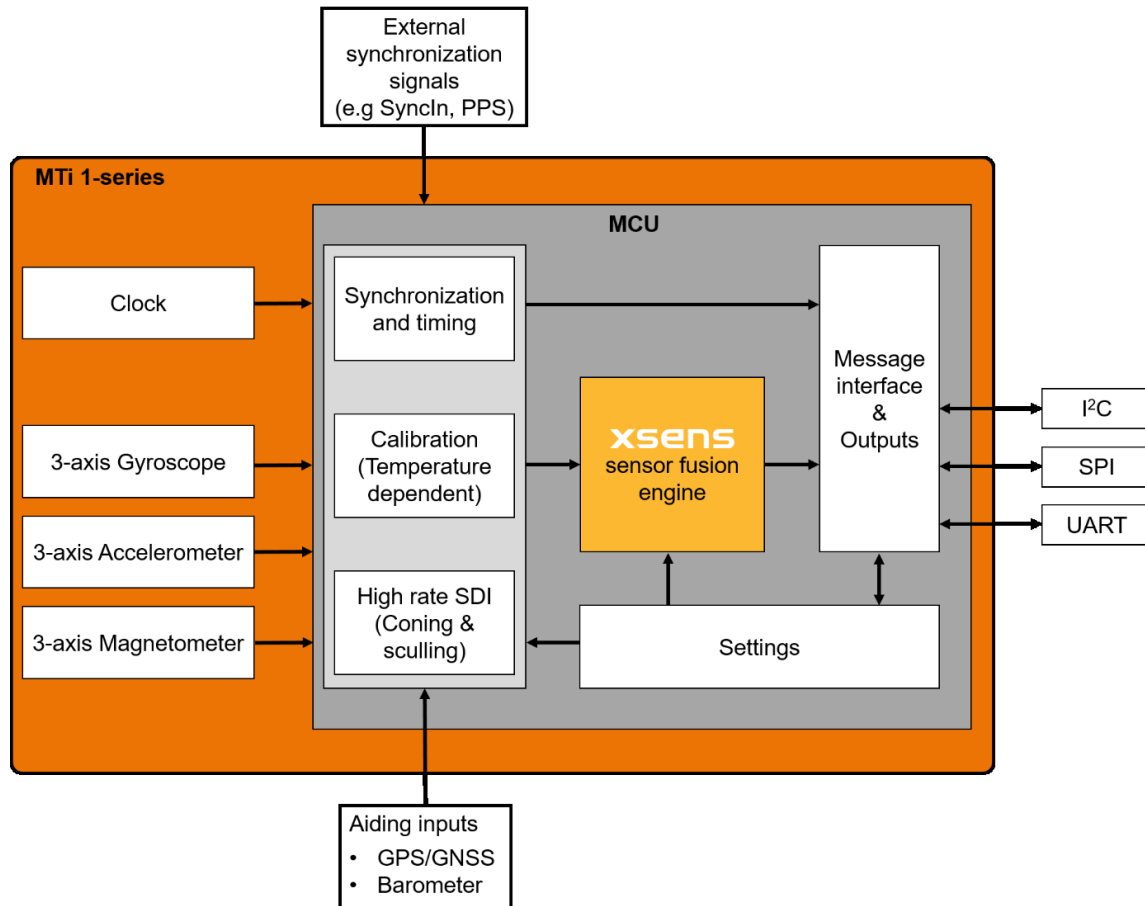 External
synchronization
signals
(e.g SyncIn, PPS)
MTi 1-series
MCU
Clock
Synchronization
and timing
Message
interface
&
Outputs
3-axis Gyroscope
Calibration
(Temperature
dependent)
xsens
sensor fusion
engine
I²C
SPI
UART
3-axis Accelerometer
3-axis Magnetometer
High rate SDI
(Coning &
sculling)
Settings
Aiding inputs
• GPS/GNSS
• Barometer